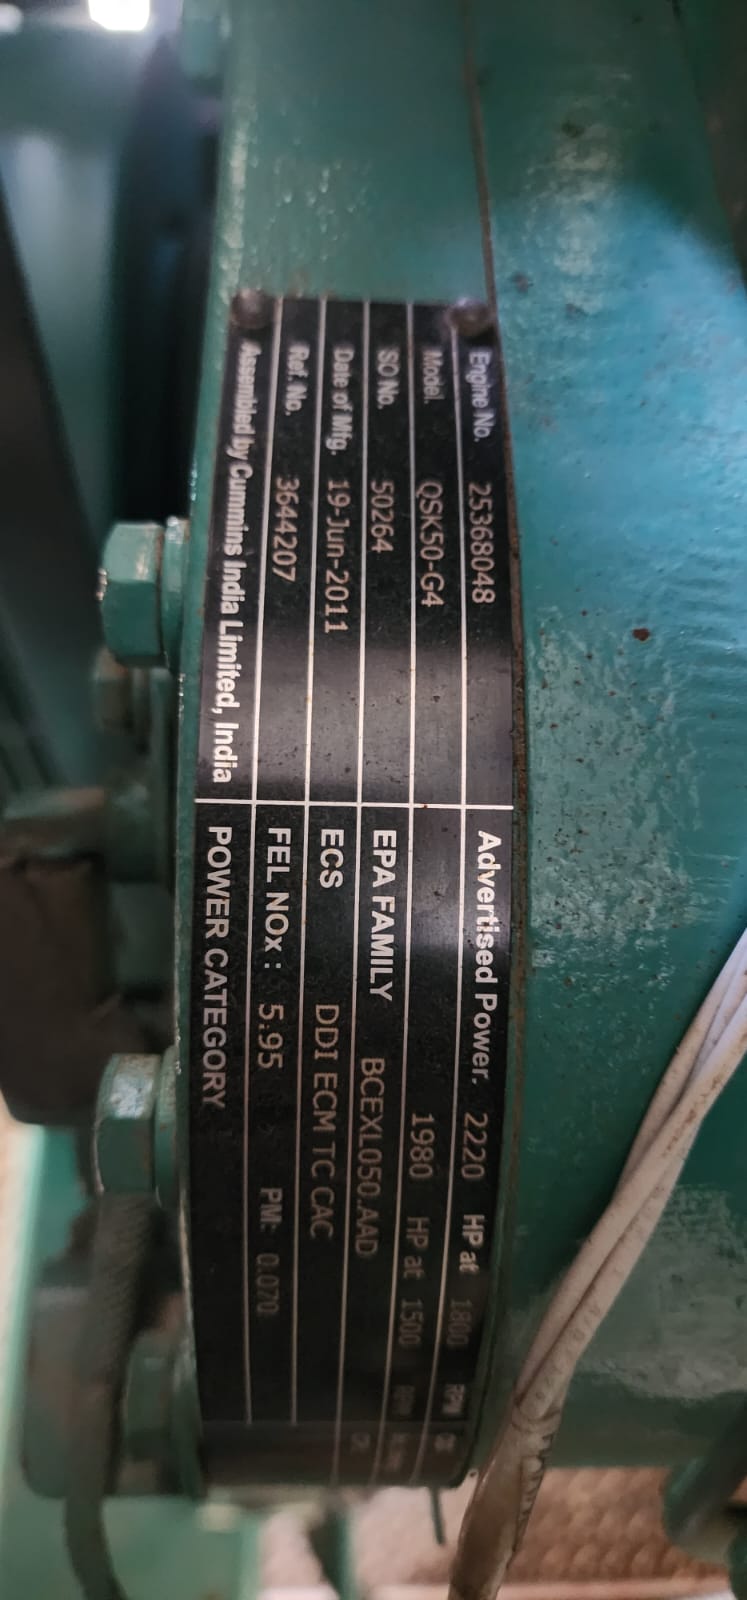 Engine No. 25368048
Model. QSK50-G4
SO No. 50264
Date of Mfg. 19-Jun-2011
Ref. No. 3644207
Assembled by Cummins India Limited, India
Advertised Power. 2220 HP at 1800 RPM
1980 HP at 1500 RPM
EPA FAMILY BCEXL050.AAD
ECS DDI ECM TC CAC
FEL NOx : 5.95 PM: 0.070
POWER CATEGORY